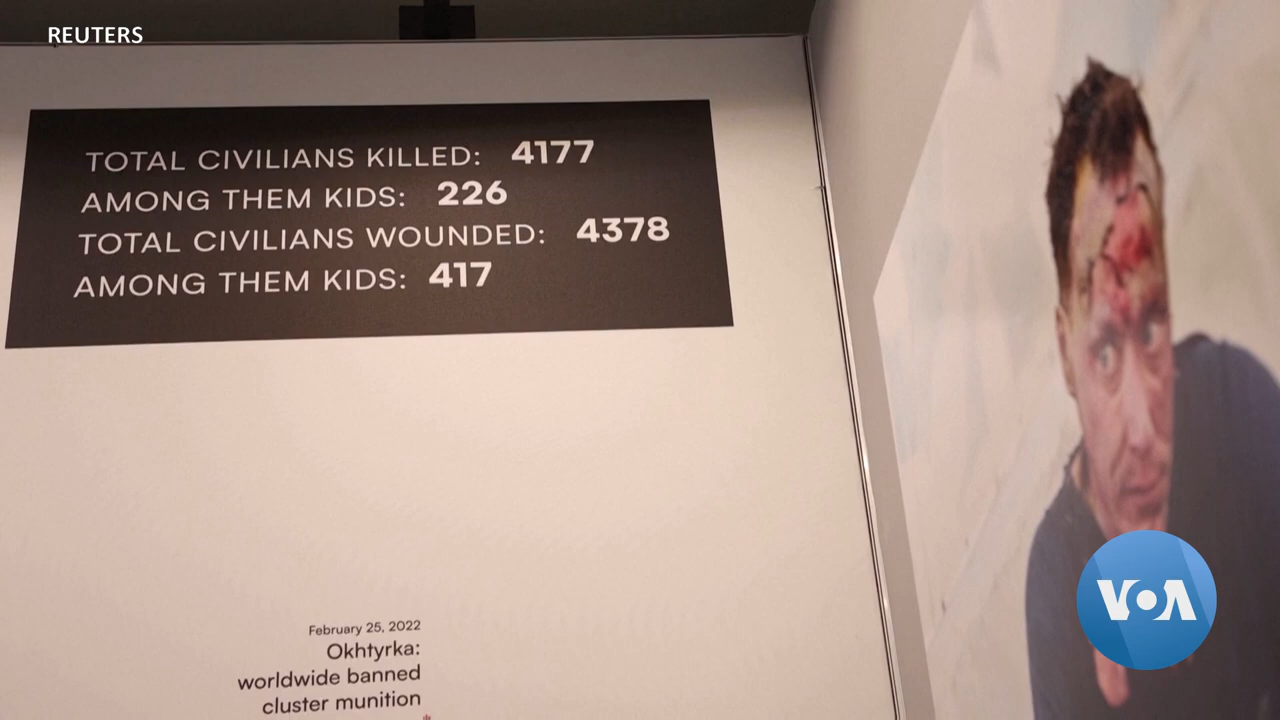 REUTERS
TOTAL CIVILIANS KILLED: 4177
AMONG THEM KIDS: 226
TOTAL CIVILIANS WOUNDED: 4378
AMONG THEM KIDS: 417
February 25, 2022
Okhtyrka:
worldwide banned
cluster munition
VOA